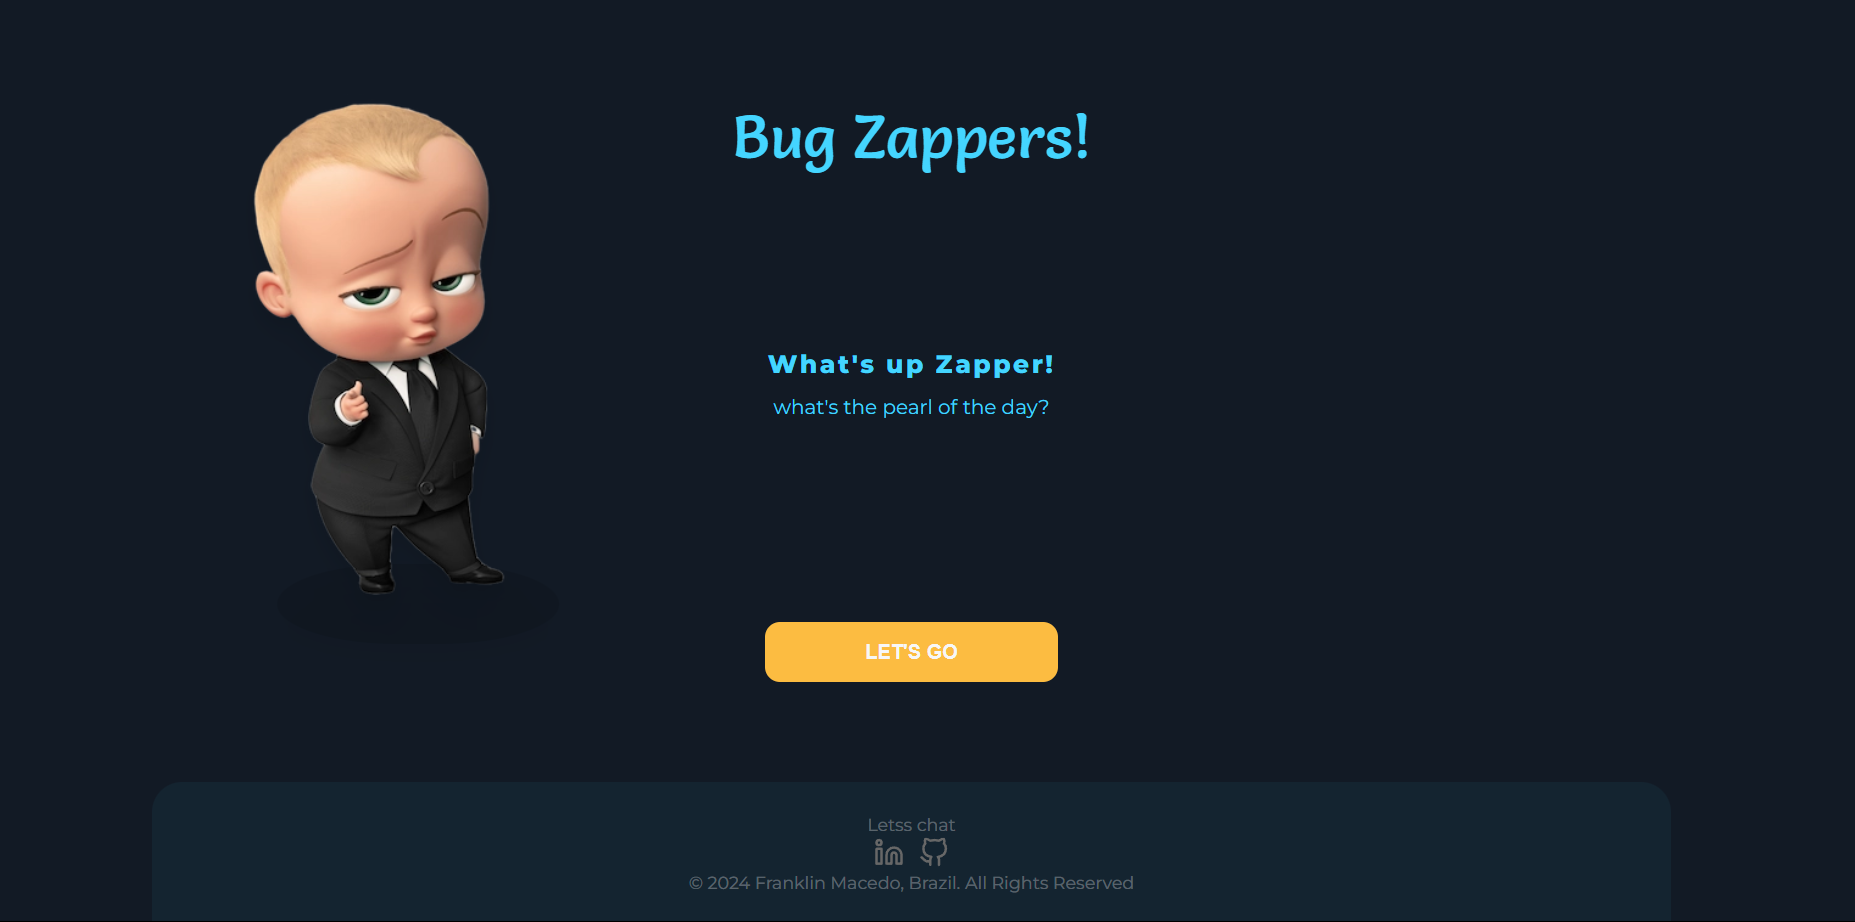 Bug Zappers!
What's up Zapper!
what's the pearl of the day?
LET'S GO
Letss chat
in
© 2024 Franklin Macedo, Brazil. All Rights Reserved